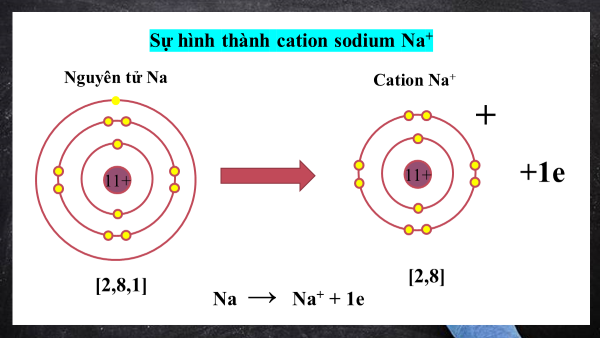 Sự hình thành cation sodium Na⁺
Nguyên tử Na
Cation Na⁺
+
11+
11+
+1e
[2,8,1]
[2,8]
Na → Na⁺ + 1e